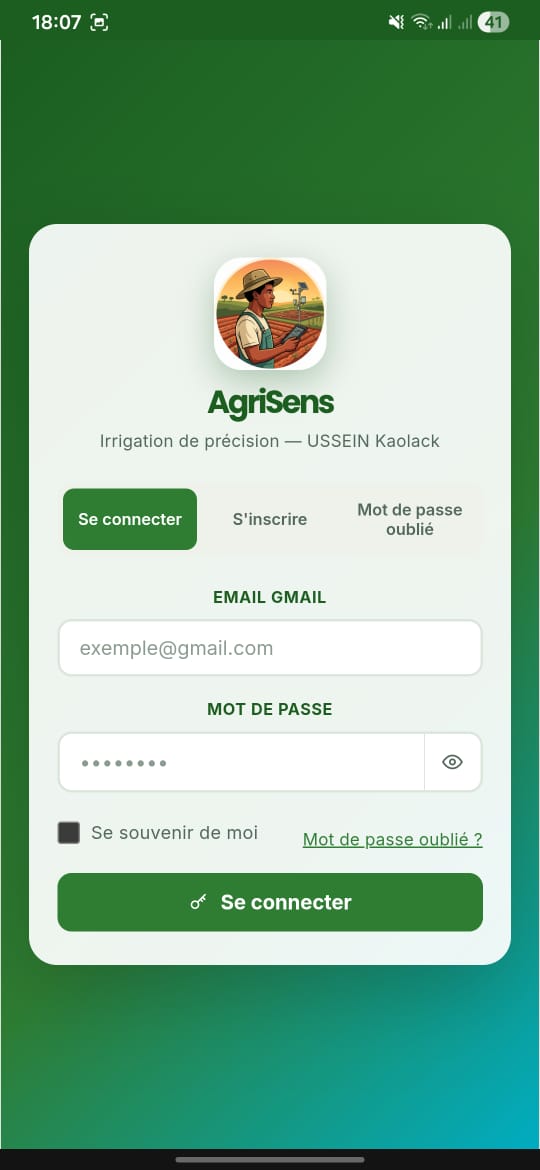 18:07
41
AgriSens
Irrigation de précision — USSEIN Kaolack
Se connecter
S'inscrire
Mot de passe
oublié
EMAIL GMAIL
exemple@gmail.com
MOT DE PASSE
Se souvenir de moi
Mot de passe oublié ?
Se connecter